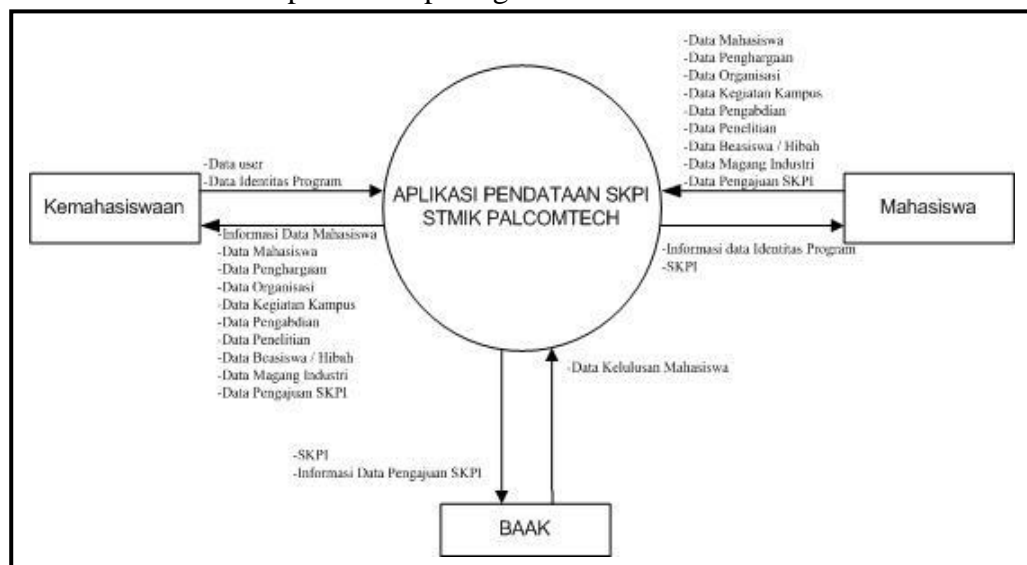 -Data Mahasiswa
-Data Penghargaan
-Data Organisasi
-Data Kegiatan Kampus
-Data Pengabdian
-Data Penelitian
-Data Beasiswa / Hibah
-Data Magang Industri
-Data Pengajuan SKPI
-Data user
-Data Identitas Program
Kemahasiswaan
APLIKASI PENDATAAN SKPI
STMIK PALCOMTECH
Mahasiswa
-Informasi Data Mahasiswa
-Data Mahasiswa
-Data Penghargaan
-Data Organisasi
-Data Kegiatan Kampus
-Data Pengabdian
-Data Penelitian
-Data Beasiswa / Hibah
-Data Magang Industri
-Data Pengajuan SKPI
-Informasi data Identitas Program
-SKPI
-Data Kelulusan Mahasiswa
-SKPI
-Informasi Data Pengajuan SKPI
BAAK